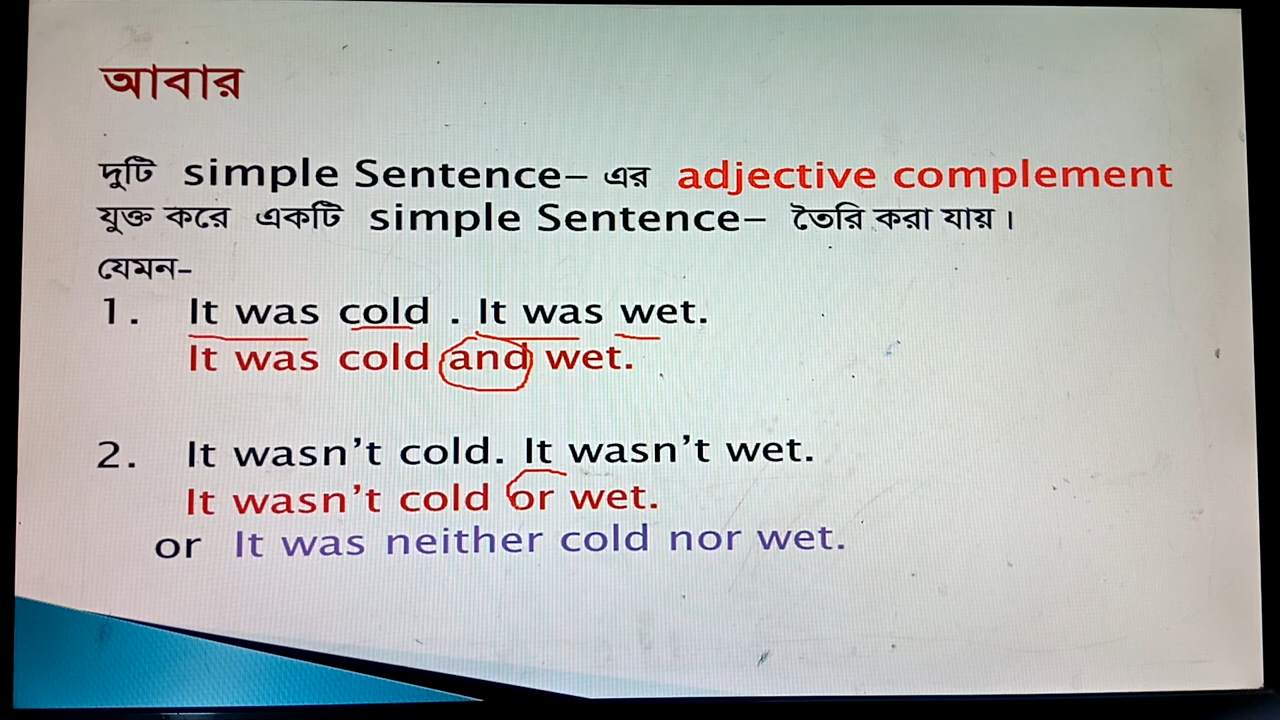 আবার
দুটি simple Sentence- এর adjective complement
যুক্ত করে একটি simple Sentence- তৈরি করা যায়।
যেমন-
1. It was cold . It was wet.
It was cold and wet.
2. It wasn't cold. It wasn't wet.
It wasn't cold or wet.
or It was neither cold nor wet.